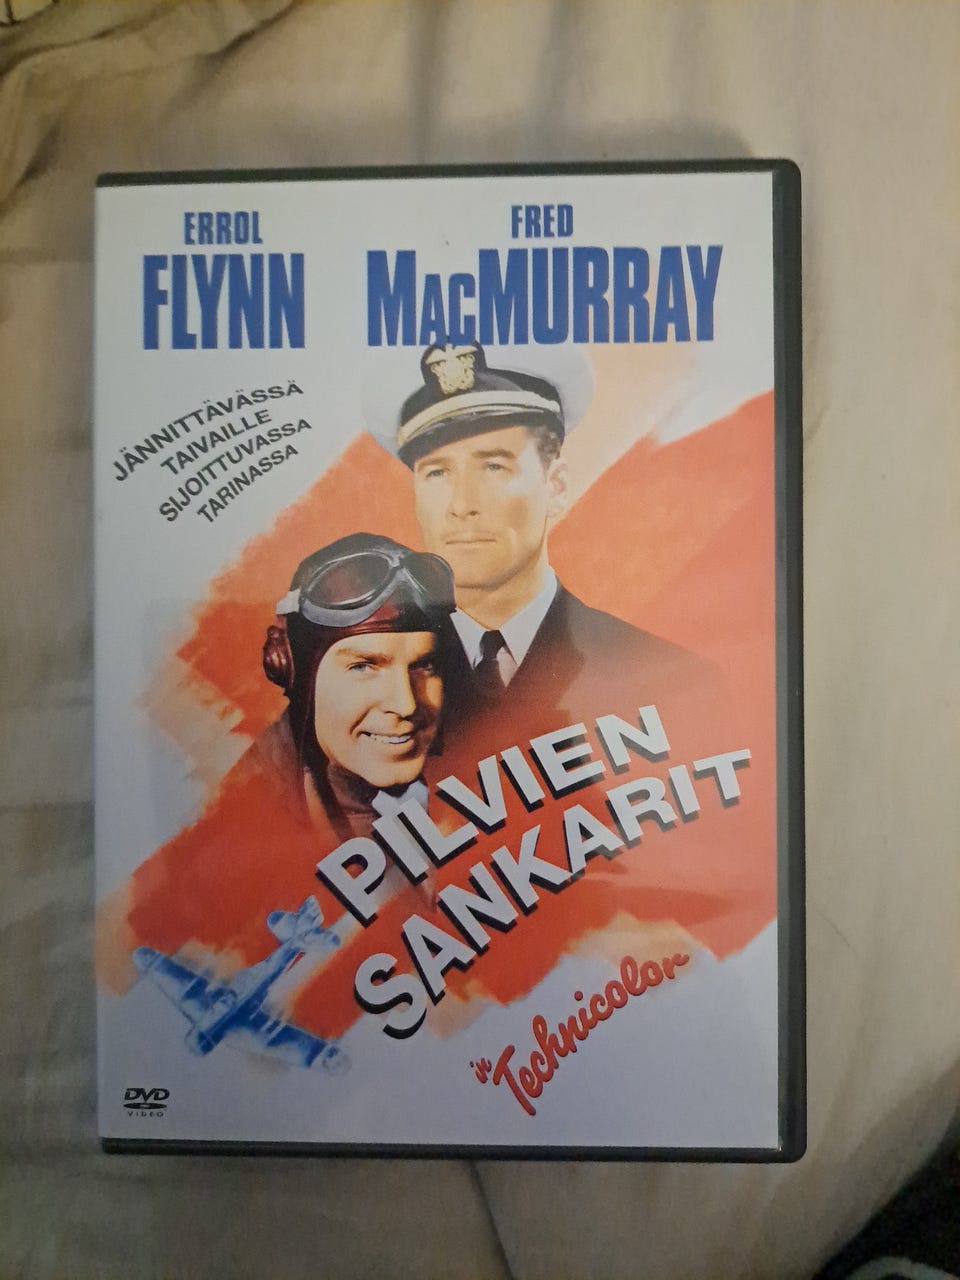 ERROL
FLYNN
FRED
MACMURRAY
JÄNNITTÄVÄSSÄ
TAIVAILLE
SIJOITTUVASSA
TARINASSA
PILVIEN
SANKARIT
in Technicolor
DVD
VIDEO